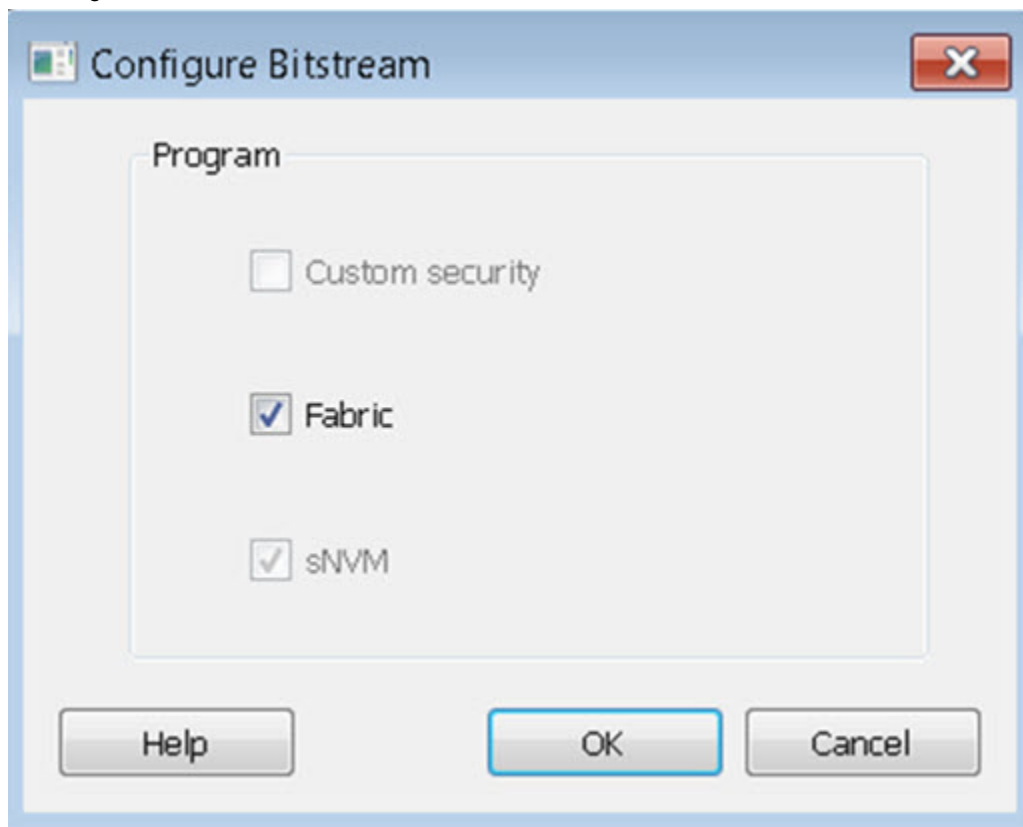 Configure Bitstream
Program
Custom security
Fabric
sNVM
Help
OK
Cancel